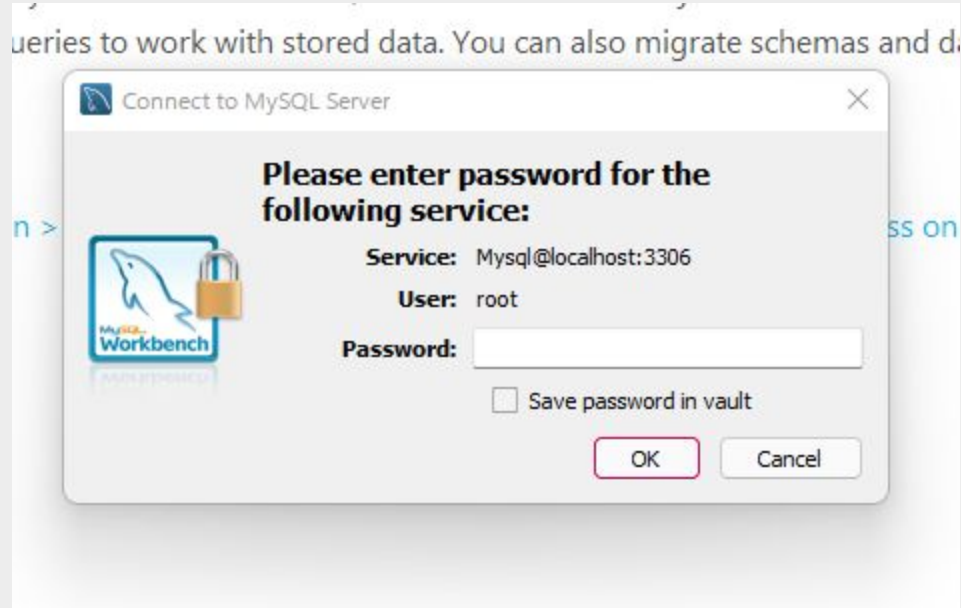 ueries to work with stored data. You can also migrate schemas and d
Connect to MySQL Server
Please enter password for the
following service:
n >
ss on
Service: Mysql@localhost:3306
User: root
MySQL
Workbench
Password:
Save password in vault
OK Cancel